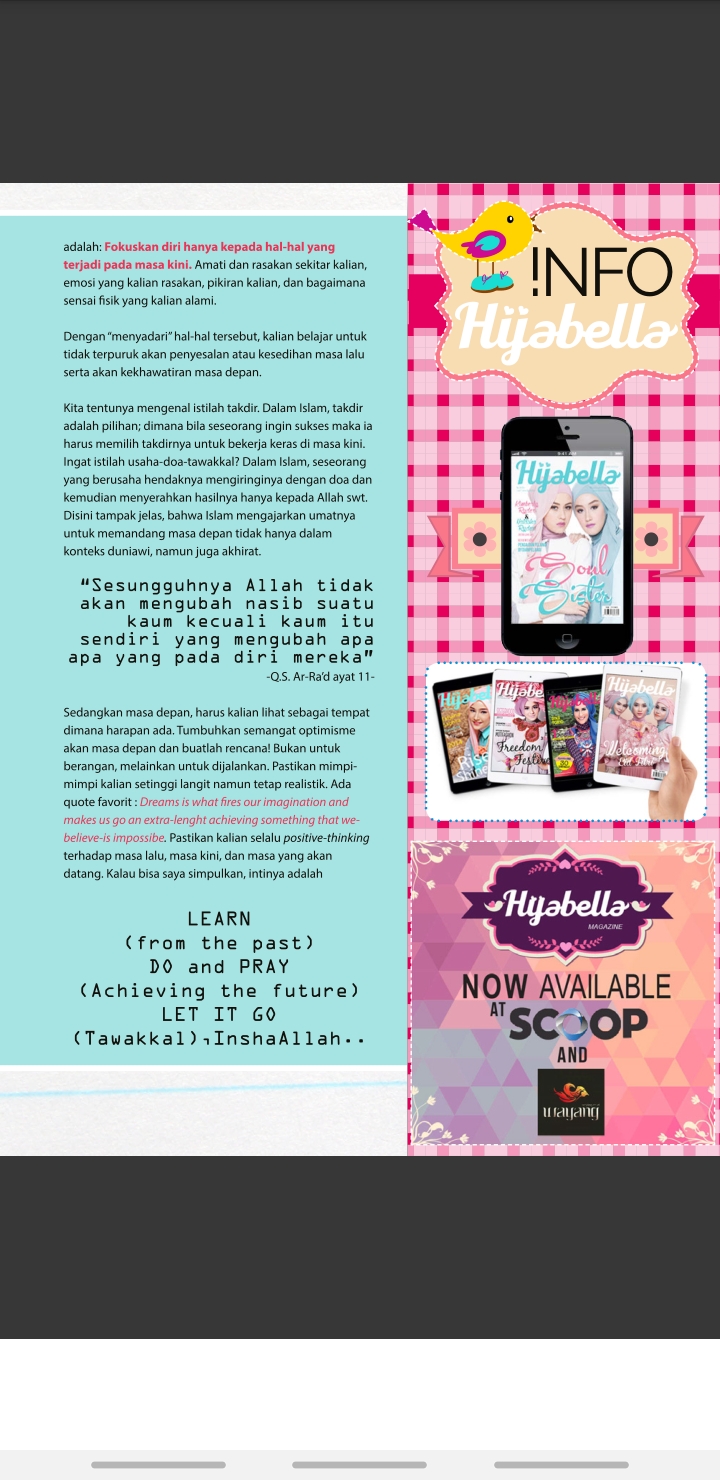 adalah: Fokuskan diri hanya kepada hal-hal yang
terjadi pada masa kini. Amati dan rasakan sekitar kalian,
emosi yang kalian rasakan, pikiran kalian, dan bagaimana
sensai fisik yang kalian alami.
Dengan “menyadari” hal-hal tersebut, kalian belajar untuk
tidak terpuruk akan penyesalan atau kesedihan masa lalu
serta akan kekhawatiran masa depan.
Kita tentunya mengenal istilah takdir. Dalam Islam, takdir
adalah pilihan; dimana bila seseorang ingin sukses maka ia
harus memilih takdirnya untuk bekerja keras di masa kini.
Ingat istilah usaha-doa-tawakkal? Dalam Islam, seseorang
yang berusaha hendaknya mengiringinya dengan doa dan
kemudian menyerahkan hasilnya hanya kepada Allah swt.
Disini tampak jelas, bahwa Islam mengajarkan umatnya
untuk memandang masa depan tidak hanya dalam
konteks duniawi, namun juga akhirat.
“Sesungguhnya Allah tidak
akan mengubah nasib suatu
kaum kecuali kaum itu
sendiri yang mengubah apa
apa yang pada diri mereka”
-Q.S. Ar-Ra’d ayat 11-
Sedangkan masa depan, harus kalian lihat sebagai tempat
dimana harapan ada. Tumbuhkan semangat optimisme
akan masa depan dan buatlah rencana! Bukan untuk
berangan, melainkan untuk dijalankan. Pastikan mimpi-
mimpi kalian setinggi langit namun tetap realistik. Ada
quote favorit : Dreams is what fires our imagination and
makes us go an extra-lenght achieving something that we-
believe-is impossibe. Pastikan kalian selalu positive-thinking
terhadap masa lalu, masa kini, dan masa yang akan
datang. Kalau bisa saya simpulkan, intinya adalah
LEARN
(from the past)
DO and PRAY
(Achieving the future)
LET IT GO
(Tawakkal),InshaAllah..
!NFO
Hijabella
9:41 AM
Hijabella
Soul
Sister
Hijabella
Hijabella
Hijabella
Hijabella
Rise
Shine
Freedom
Festive
Welcoming
Eid Fitri
Hijabella
MAGAZINE
NOW AVAILABLE
AT SCOOP
AND
wayang